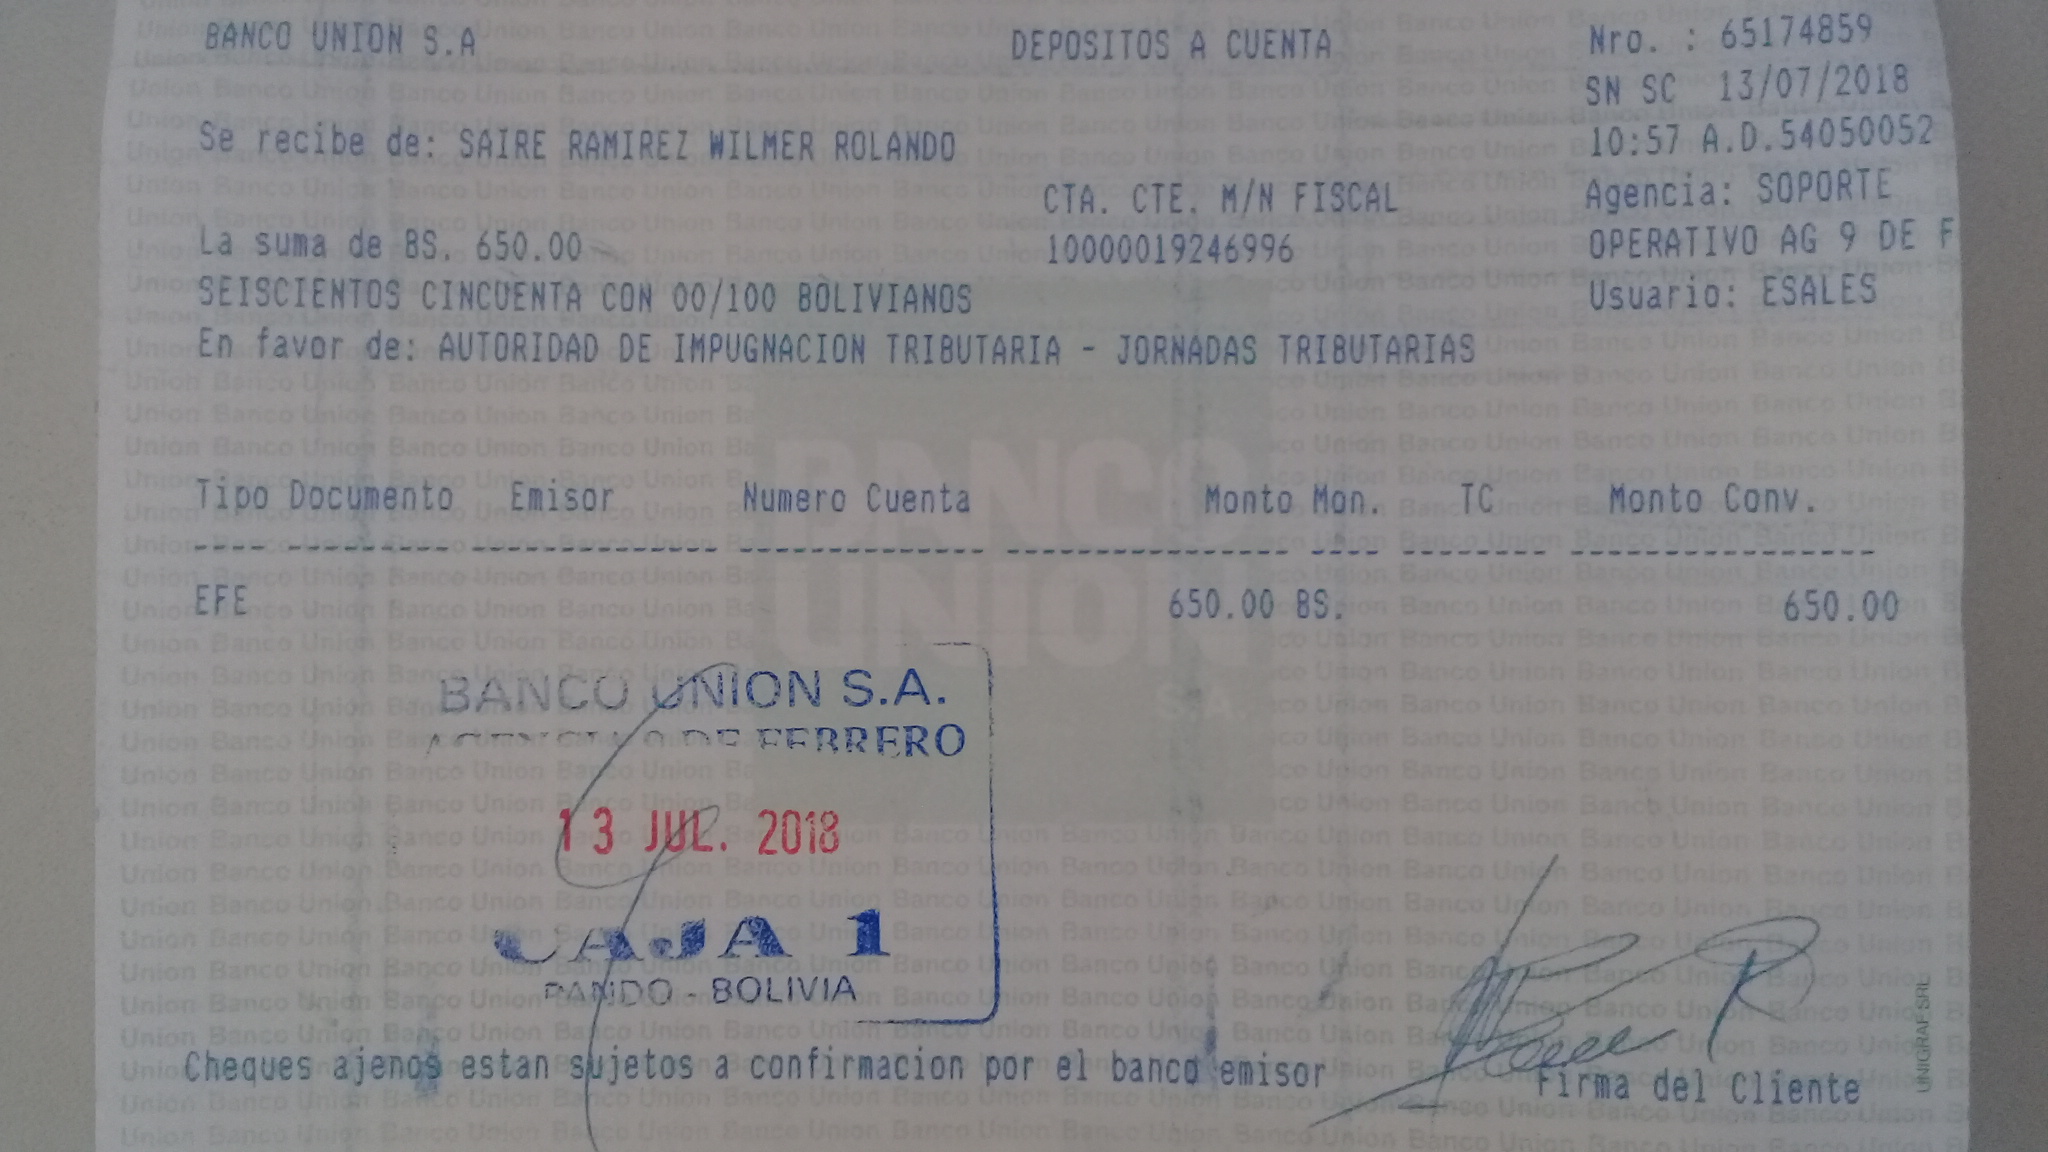 BANCO UNION S.A
DEPOSITOS A CUENTA
Nro. : 65174859
SN SC 13/07/2018
10:57 A.D.54050052
Se recibe de: SAIRE RAMIREZ WILMER ROLANDO
CTA. CTE. M/N FISCAL
Agencia: SOPORTE
La suma de BS. 650.00
10000019246996
OPERATIVO AG 9 DE F
SEISCIENTOS CINCUENTA CON 00/100 BOLIVIANOS
Usuario: ESALES
En favor de: AUTORIDAD DE IMPUGNACION TRIBUTARIA - JORNADAS TRIBUTARIAS
Tipo Documento Emisor Numero Cuenta Monto Mon. TC Monto Conv.
EFE 650.00 BS. 650.00
BANCO UNION S.A.
DE FERRERO
13 JUL. 2018
CAJA 1
PANDO - BOLIVIA
Cheques ajenos estan sujetos a confirmacion por el banco emisor
Firma del Cliente
UNIGRAF SRL
BANCO
UNION
S.A.